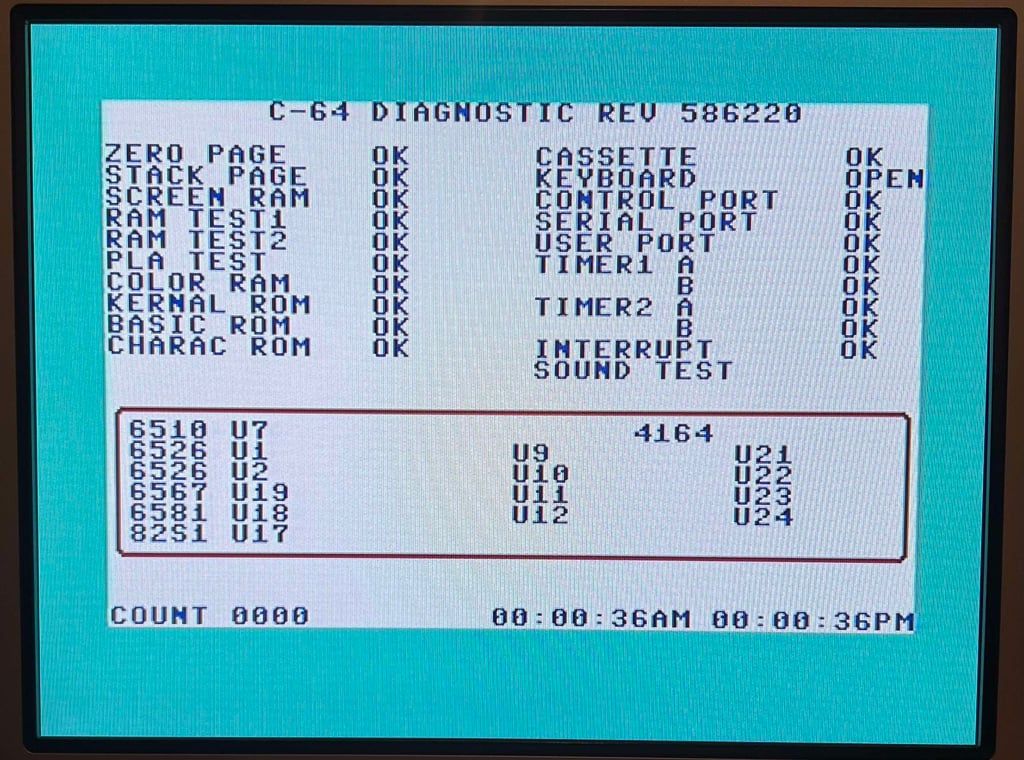 C-64 DIAGNOSTIC REV 586220
ZERO PAGE OK CASSETTE OK
STACK PAGE OK KEYBOARD OPEN
SCREEN RAM OK CONTROL PORT OK
RAM TEST1 OK SERIAL PORT OK
RAM TEST2 OK USER PORT OK
PLA TEST OK TIMER1 A OK
COLOR RAM OK B OK
KERNAL ROM OK TIMER2 A OK
BASIC ROM OK B OK
CHARAC ROM OK INTERRUPT OK
SOUND TEST
6510 U7 4164
6526 U1 U9 U21
6526 U2 U10 U22
6567 U19 U11 U23
6581 U18 U12 U24
82S1 U17
COUNT 0000 00:00:36AM 00:00:36PM